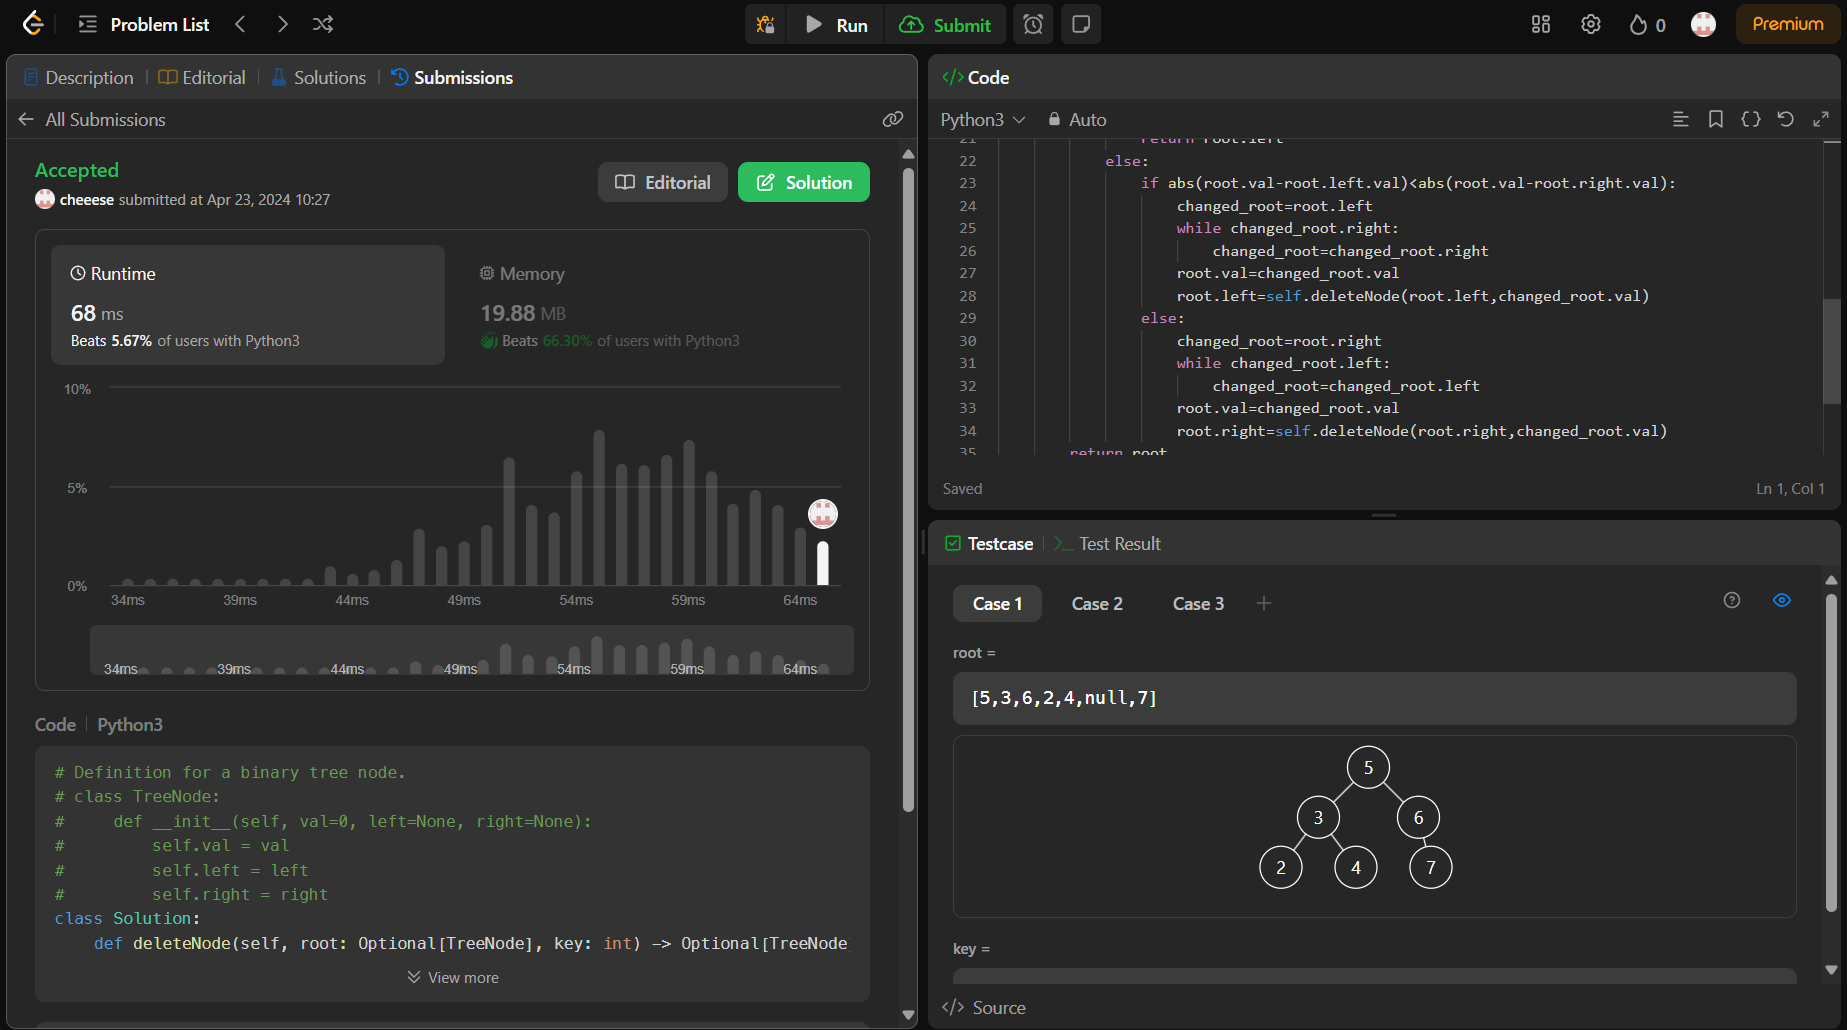 Problem List
Run
Submit
0
Premium
Description
Editorial
Solutions
Submissions
All Submissions
Accepted
cheeese submitted at Apr 23, 2024 10:27
Editorial
Solution
Runtime
68 ms
Beats 5.67% of users with Python3
Memory
19.88 MB
Beats 66.30% of users with Python3
10%
5%
0%
34ms 39ms 44ms 49ms 54ms 59ms 64ms
34ms 39ms 44ms 49ms 54ms 59ms 64ms
Code
Python3
# Definition for a binary tree node.
# class TreeNode:
#     def __init__(self, val=0, left=None, right=None):
#         self.val = val
#         self.left = left
#         self.right = right
class Solution:
    def deleteNode(self, root: Optional[TreeNode], key: int) -> Optional[TreeNode
View more
</> Code
Python3
Auto
21 return root.left
22 else:
23 if abs(root.val-root.left.val)<abs(root.val-root.right.val):
24 changed_root=root.left
25 while changed_root.right:
26 changed_root=changed_root.right
27 root.val=changed_root.val
28 root.left=self.deleteNode(root.left,changed_root.val)
29 else:
30 changed_root=root.right
31 while changed_root.left:
32 changed_root=changed_root.left
33 root.val=changed_root.val
34 root.right=self.deleteNode(root.right,changed_root.val)
35 return root
Saved
Ln 1, Col 1
Testcase
Test Result
Case 1
Case 2
Case 3
root =
[5,3,6,2,4,null,7]
5
3 6
2 4 7
key =
</> Source